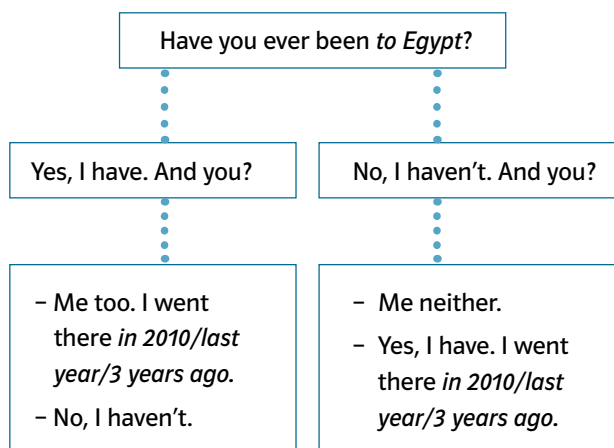 Have you ever been to Egypt?
Yes, I have. And you?
No, I haven't. And you?
– Me too. I went
there in 2010/last
year/3 years ago.
– No, I haven't.
– Me neither.
– Yes, I have. I went
there in 2010/last
year/3 years ago.